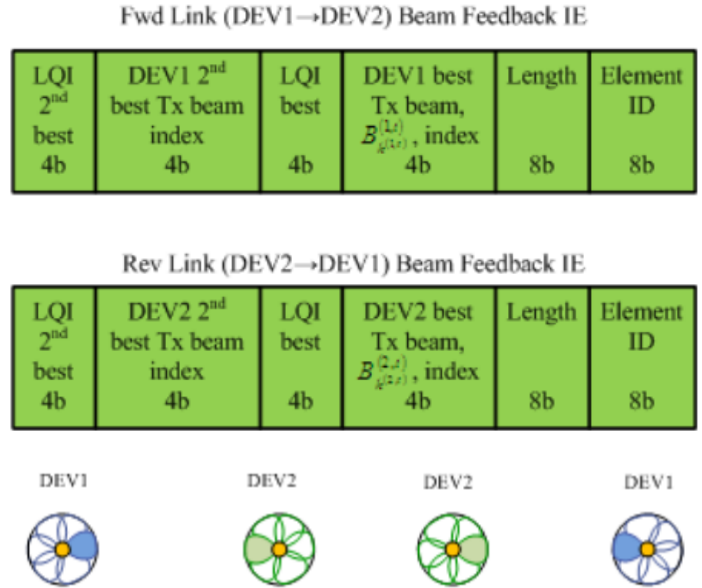 Fwd Link (DEV1→DEV2) Beam Feedback IE
LQI 2nd best 4b
DEV1 2nd best Tx beam index 4b
LQI best 4b
DEV1 best Tx beam, B , index 4b
Length 8b
Element ID 8b
Rev Link (DEV2→DEV1) Beam Feedback IE
LQI 2nd best 4b
DEV2 2nd best Tx beam index 4b
LQI best 4b
DEV2 best Tx beam, B , index 4b
Length 8b
Element ID 8b
DEV1 DEV2 DEV2 DEV1